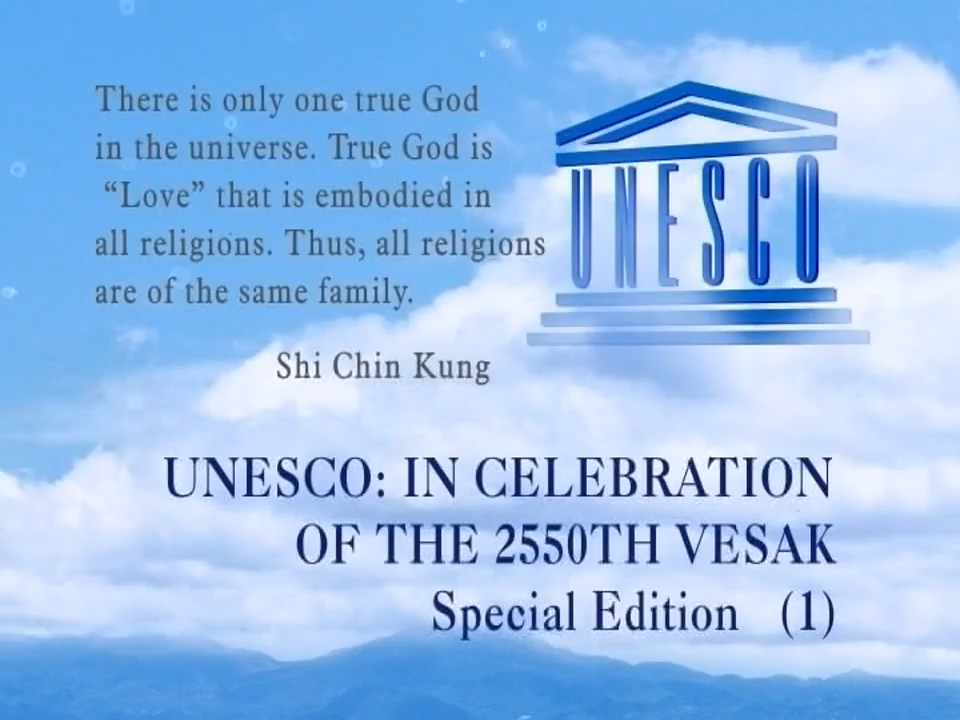 There is only one true God
in the universe. True God is
“Love” that is embodied in
all religions. Thus, all religions
are of the same family.
Shi Chin Kung
UNESCO
UNESCO: IN CELEBRATION
OF THE 2550TH VESAK
Special Edition (1)